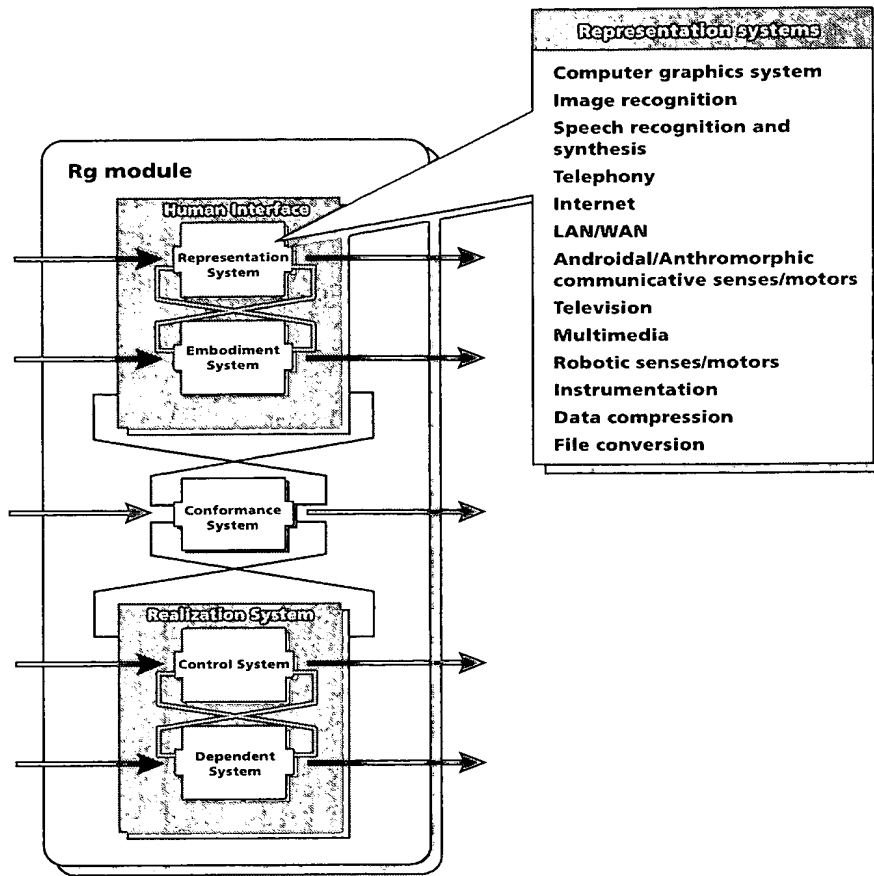 Representation systems
Computer graphics system
Image recognition
Speech recognition and
synthesis
Telephony
Internet
LAN/WAN
Androidal/Anthromorphic
communicative senses/motors
Television
Multimedia
Robotic senses/motors
Instrumentation
Data compression
File conversion
Rg module
Human Interface
Representation
System
Embodiment
System
Conformance
System
Realization System
Control System
Dependent
System